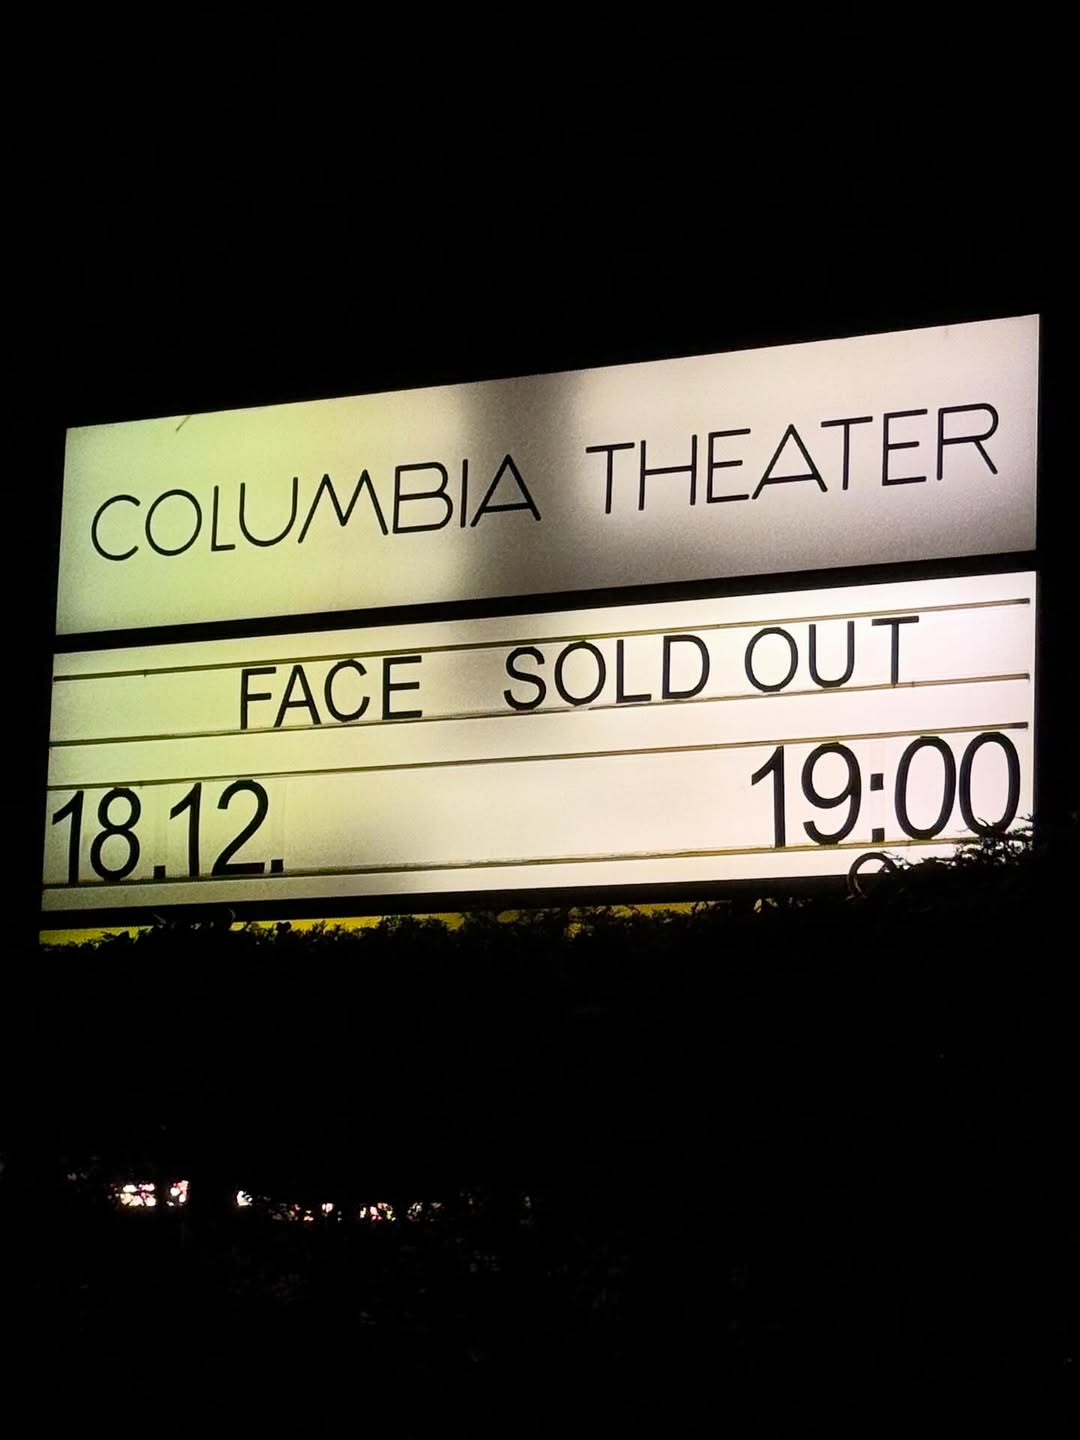 COLUMBIA THEATER
FACE SOLD OUT
18.12. 19:00